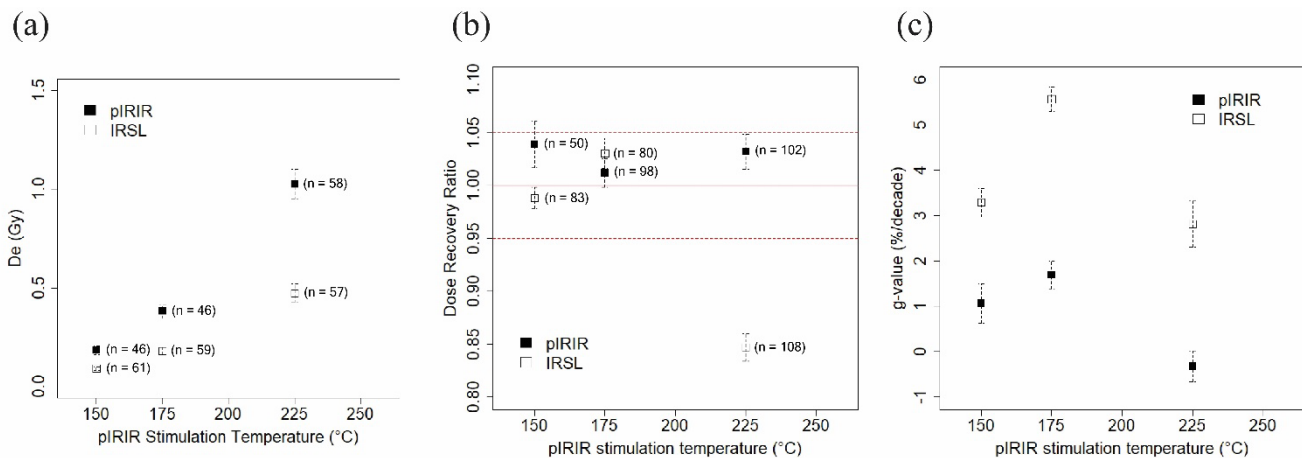 (a)
De (Gy)
1.5
1.0
0.5
0.0
pIRIR
IRSL
(n = 58)
(n = 57)
(n = 46)
(n = 46)
(n = 59)
(n = 61)
150 175 200 225 250
pIRIR Stimulation Temperature (°C)
(b)
Dose Recovery Ratio
1.10
1.05
1.00
0.95
0.90
0.85
0.80
(n = 50)
(n = 80)
(n = 102)
(n = 98)
(n = 83)
(n = 108)
pIRIR
IRSL
150 175 200 225 250
pIRIR stimulation temperature (°C)
(c)
g-value (%/decade)
6
5
4
3
2
1
0
-1
pIRIR
IRSL
150 175 200 225 250
pIRIR stimulation temperature (°C)